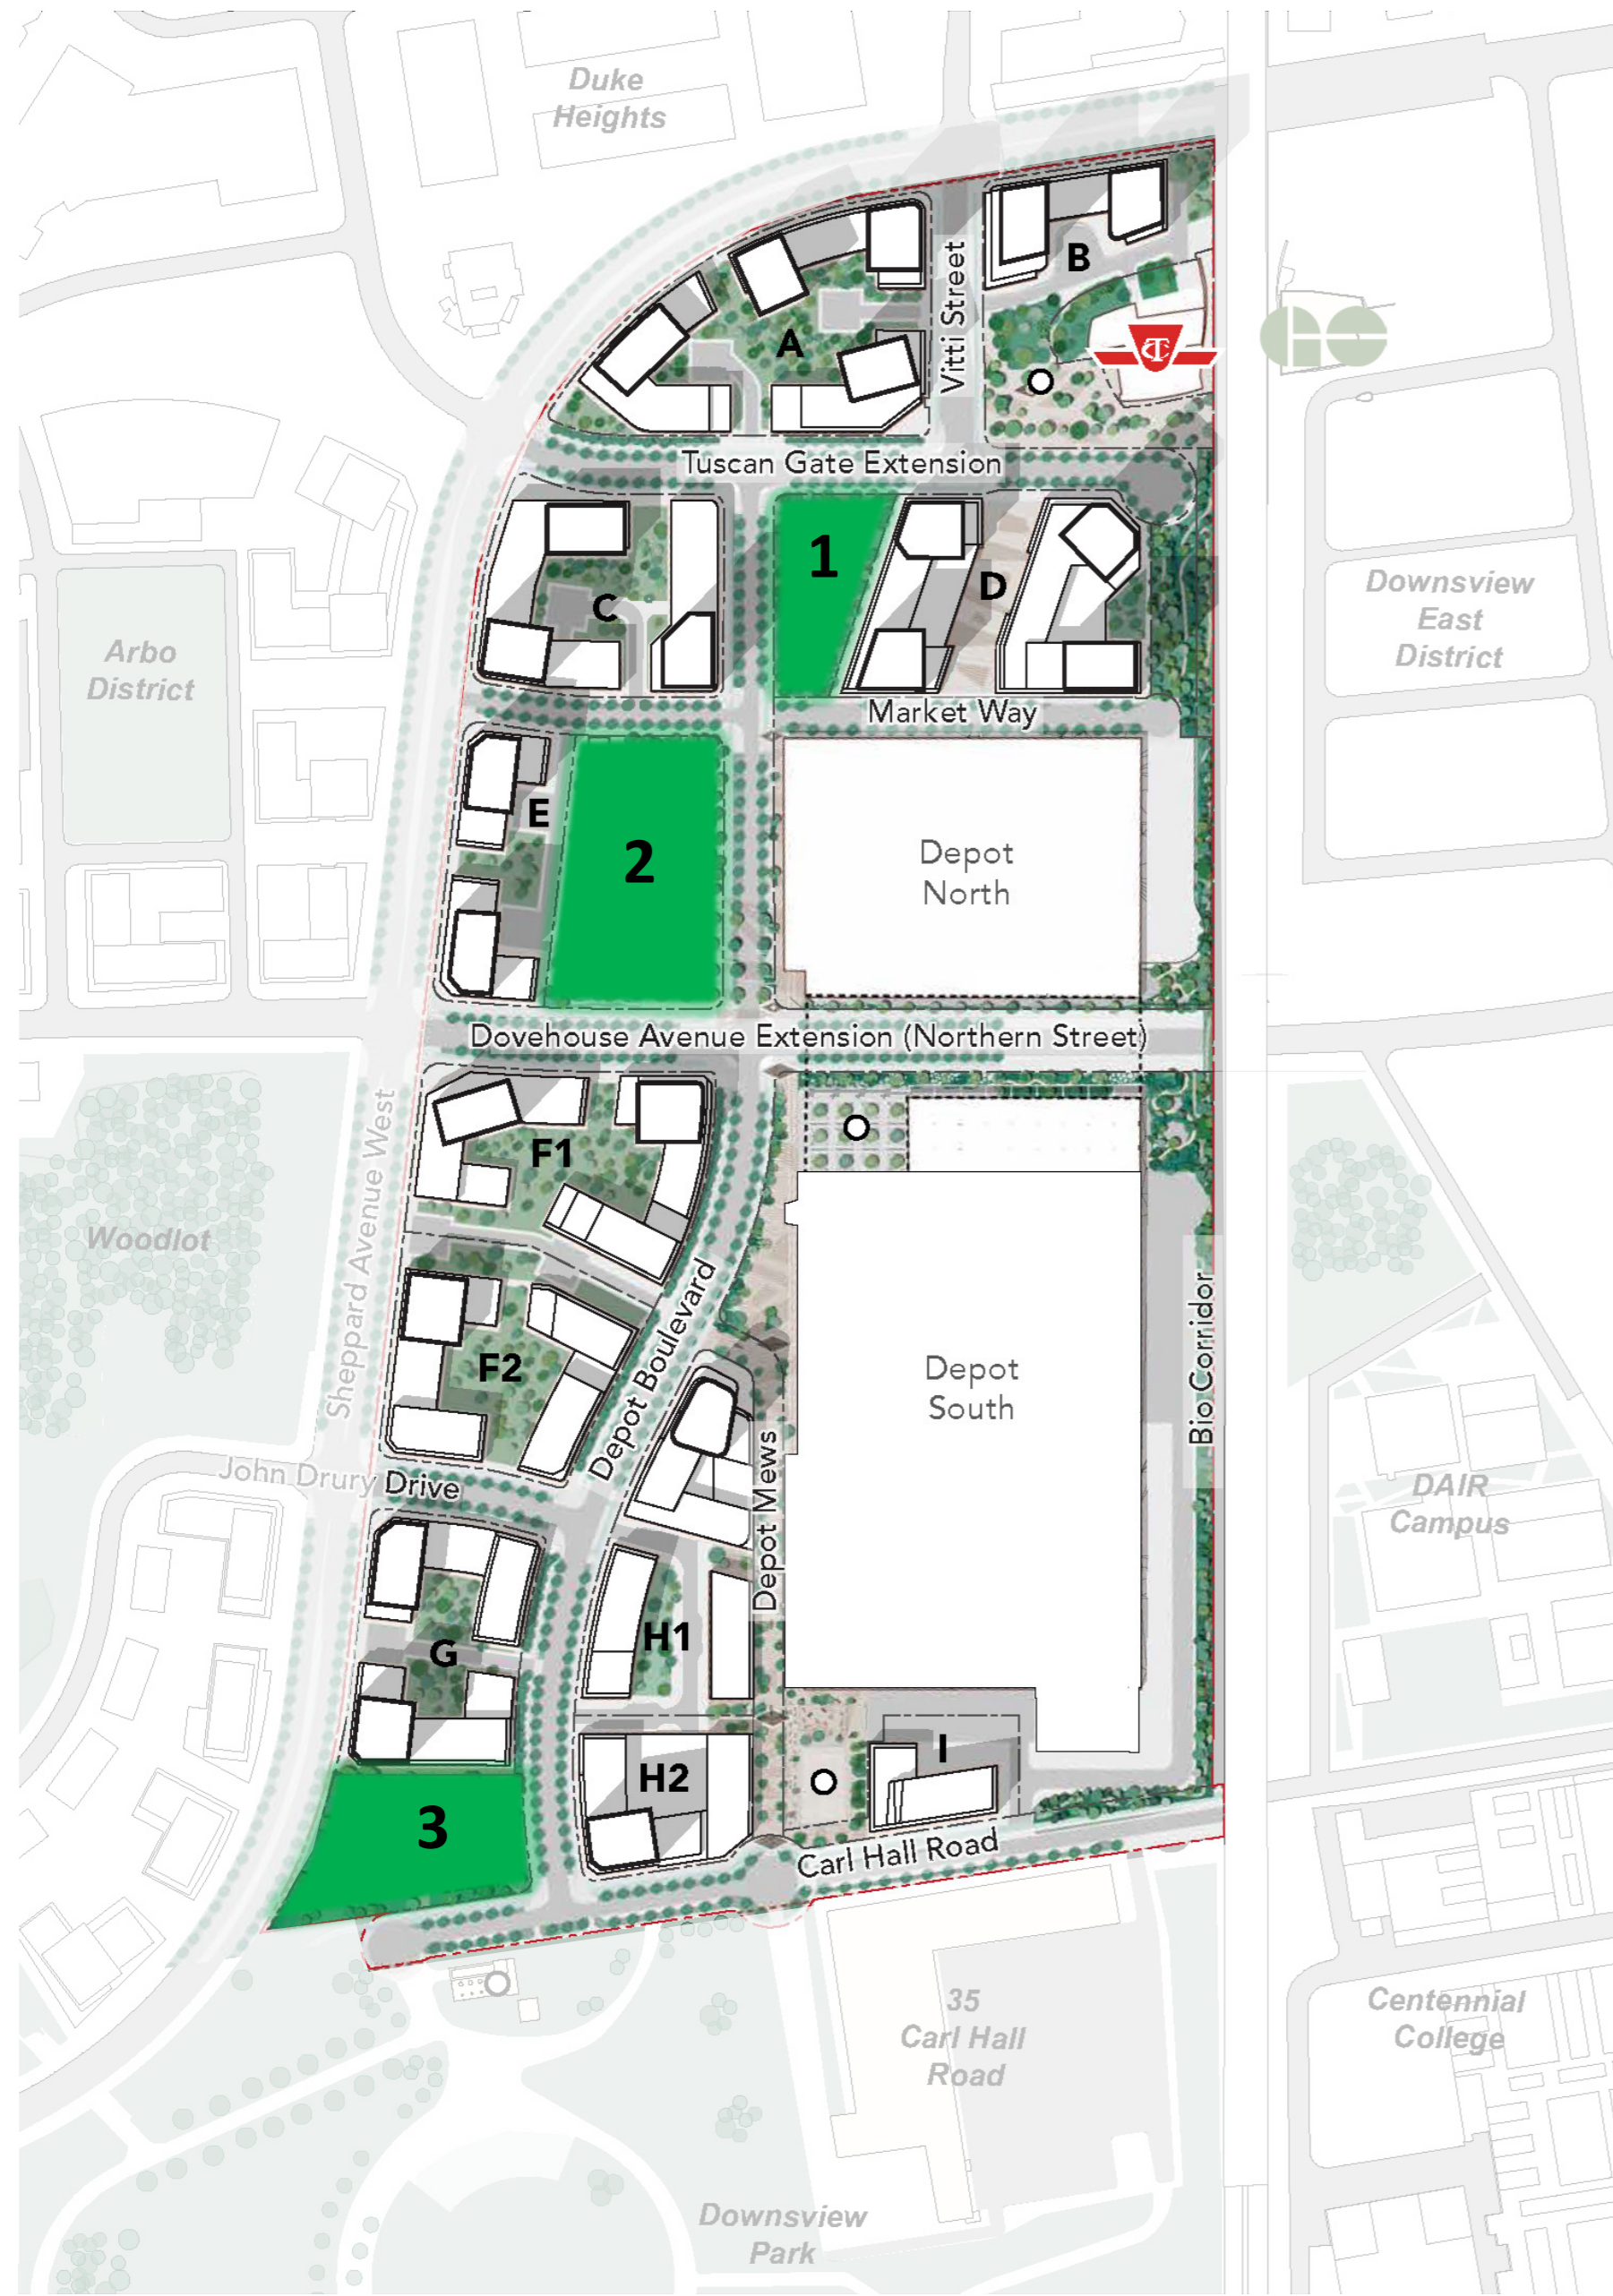 Duke
Heights
B
Vitti Street
A
TTC
GO
Tuscan Gate Extension
1
D
C
Downsview
East
District
Arbo
District
Market Way
E
2
Depot
North
Dovehouse Avenue Extension (Northern Street)
Sheppard Avenue West
F1
Woodlot
Depot Boulevard
Bio Corridor
F2
Depot
South
Depot Mews
John Drury Drive
DAIR
Campus
H1
G
I
H2
3
Carl Hall Road
35
Carl Hall
Road
Centennial
College
Downsview
Park